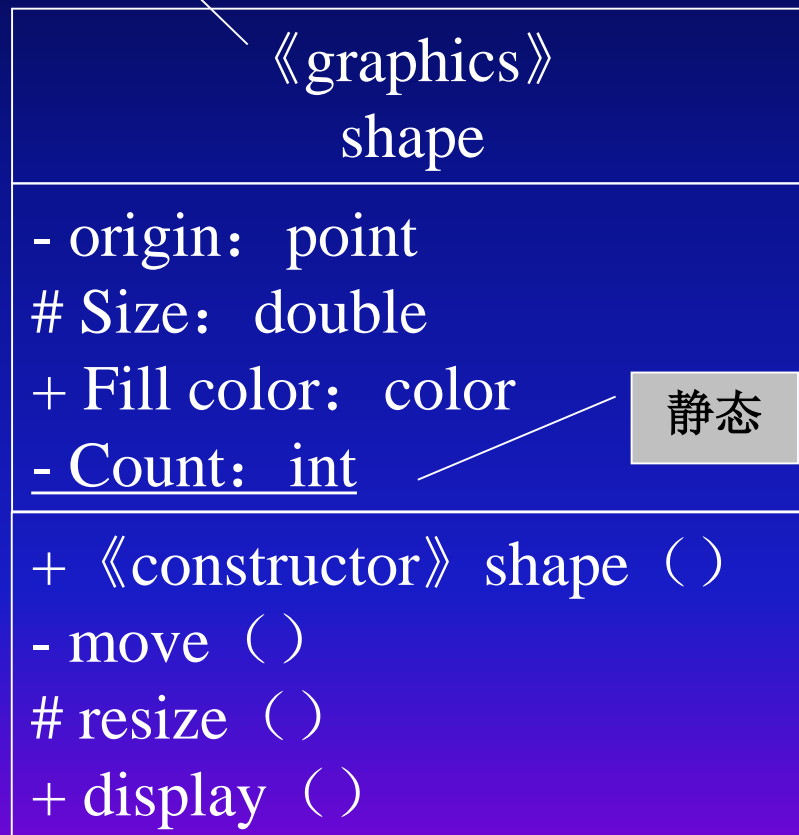 《graphics》
shape
- origin： point
# Size： double
+ Fill color： color
静态
- Count： int
+ 《constructor》 shape（）
- move（）
# resize（）
+ display（）